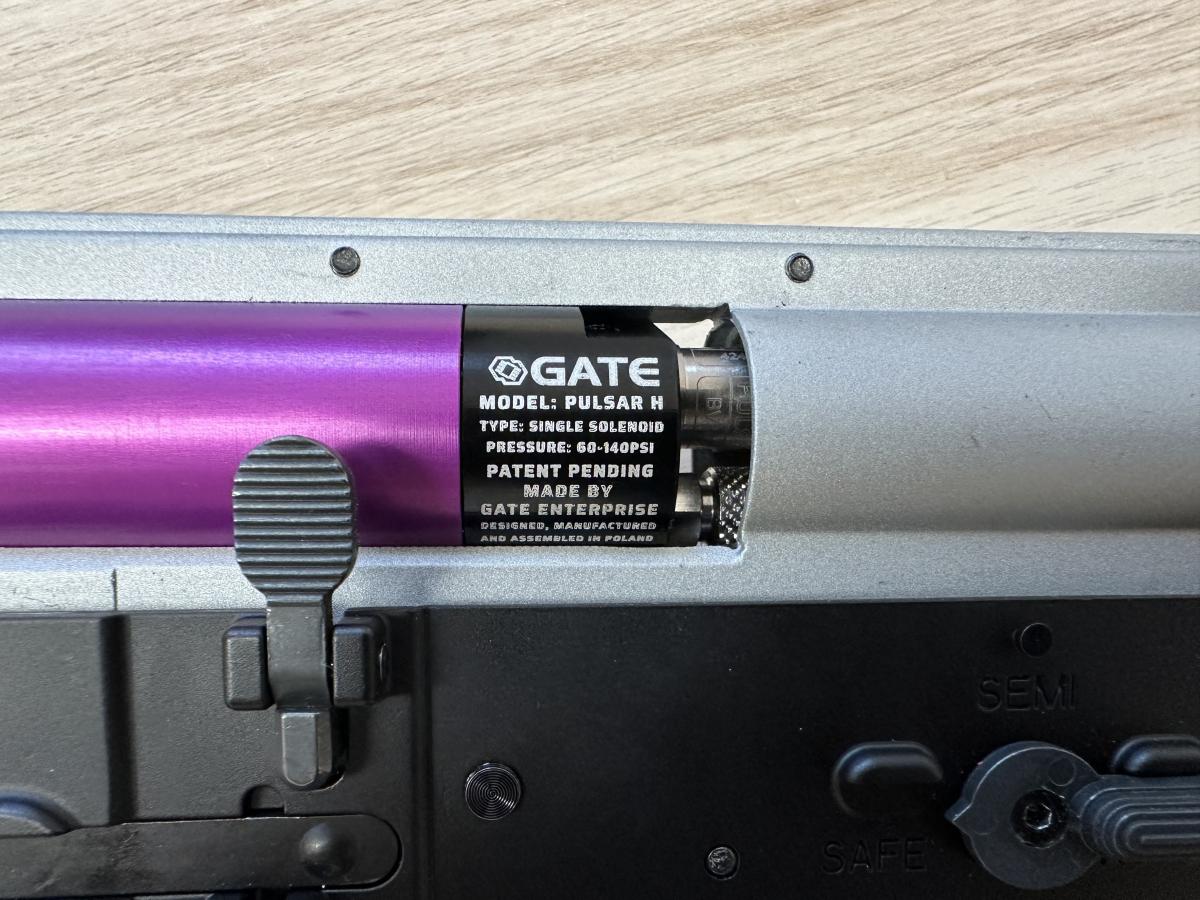 GATE
MODEL: PULSAR H
TYPE: SINGLE SOLENOID
PRESSURE: 60-140PSI
PATENT PENDING
MADE BY
GATE ENTERPRISE
DESIGNED, MANUFACTURED
AND ASSEMBLED IN POLAND
SEMI
SAFE